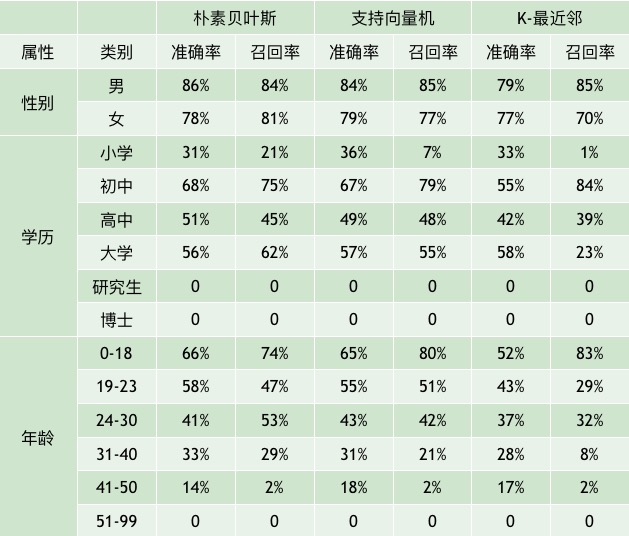 朴素贝叶斯 支持向量机 K-最近邻
属性 类别 准确率 召回率 准确率 召回率 准确率 召回率
性别 男 86% 84% 84% 85% 79% 85%
女 78% 81% 79% 77% 77% 70%
学历 小学 31% 21% 36% 7% 33% 1%
初中 68% 75% 67% 79% 55% 84%
高中 51% 45% 49% 48% 42% 39%
大学 56% 62% 57% 55% 58% 23%
研究生 0 0 0 0 0 0
博士 0 0 0 0 0 0
年龄 0-18 66% 74% 65% 80% 52% 83%
19-23 58% 47% 55% 51% 43% 29%
24-30 41% 53% 43% 42% 37% 32%
31-40 33% 29% 31% 21% 28% 8%
41-50 14% 2% 18% 2% 17% 2%
51-99 0 0 0 0 0 0